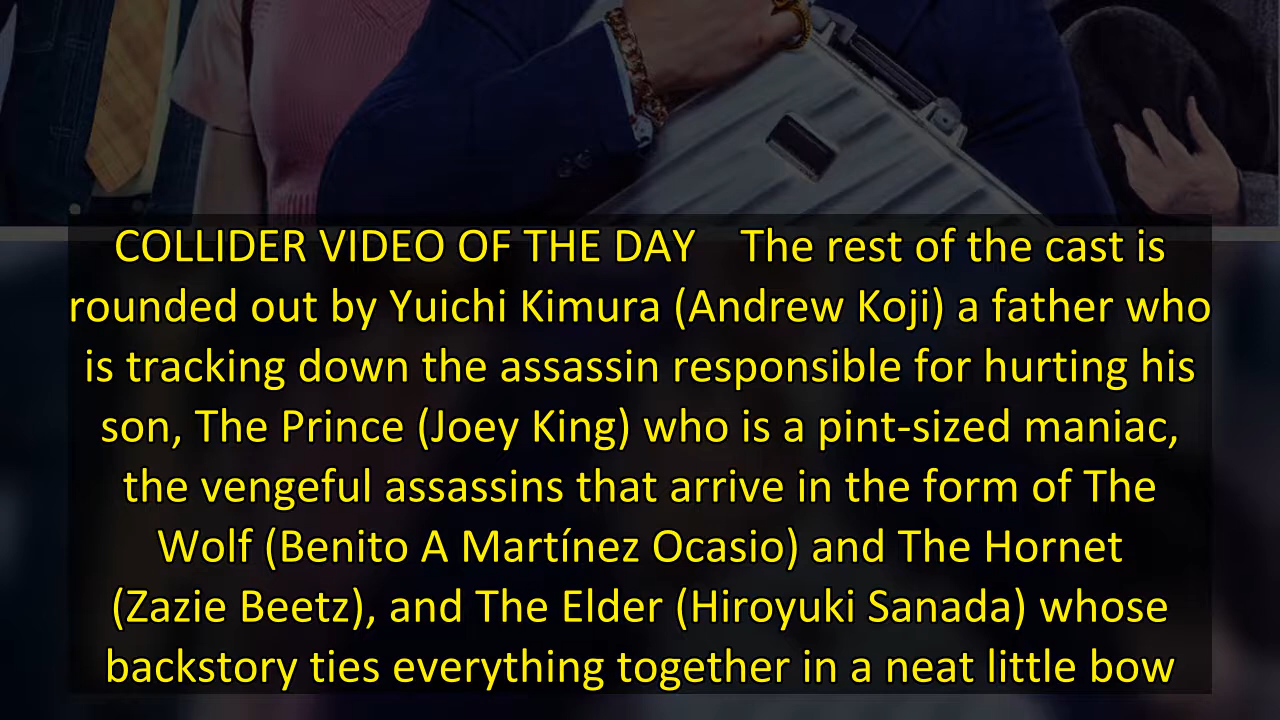 COLLIDER VIDEO OF THE DAY    The rest of the cast is
rounded out by Yuichi Kimura (Andrew Koji) a father who
is tracking down the assassin responsible for hurting his
son, The Prince (Joey King) who is a pint-sized maniac,
the vengeful assassins that arrive in the form of The
Wolf (Benito A Martínez Ocasio) and The Hornet
(Zazie Beetz), and The Elder (Hiroyuki Sanada) whose
backstory ties everything together in a neat little bow